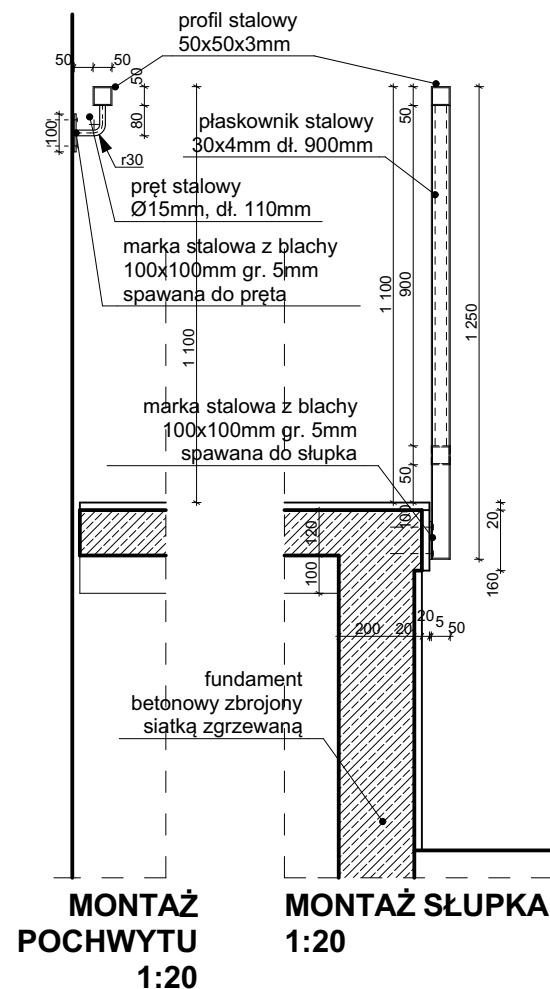 profil stalowy
50x50x3mm
50
50
50
80
100
r30
płaskownik stalowy
30x4mm dł. 900mm
pręt stalowy
Ø15mm, dł. 110mm
marka stalowa z blachy
100x100mm gr. 5mm
spawana do pręta
1 100
1 100
50
900
50
100
1 250
marka stalowa z blachy
100x100mm gr. 5mm
spawana do słupka
120
100
20
160
200
20
20
5
50
fundament
betonowy zbrojony
siatką zgrzewaną
MONTAŻ
POCHWYTU
1:20
MONTAŻ SŁUPKA
1:20